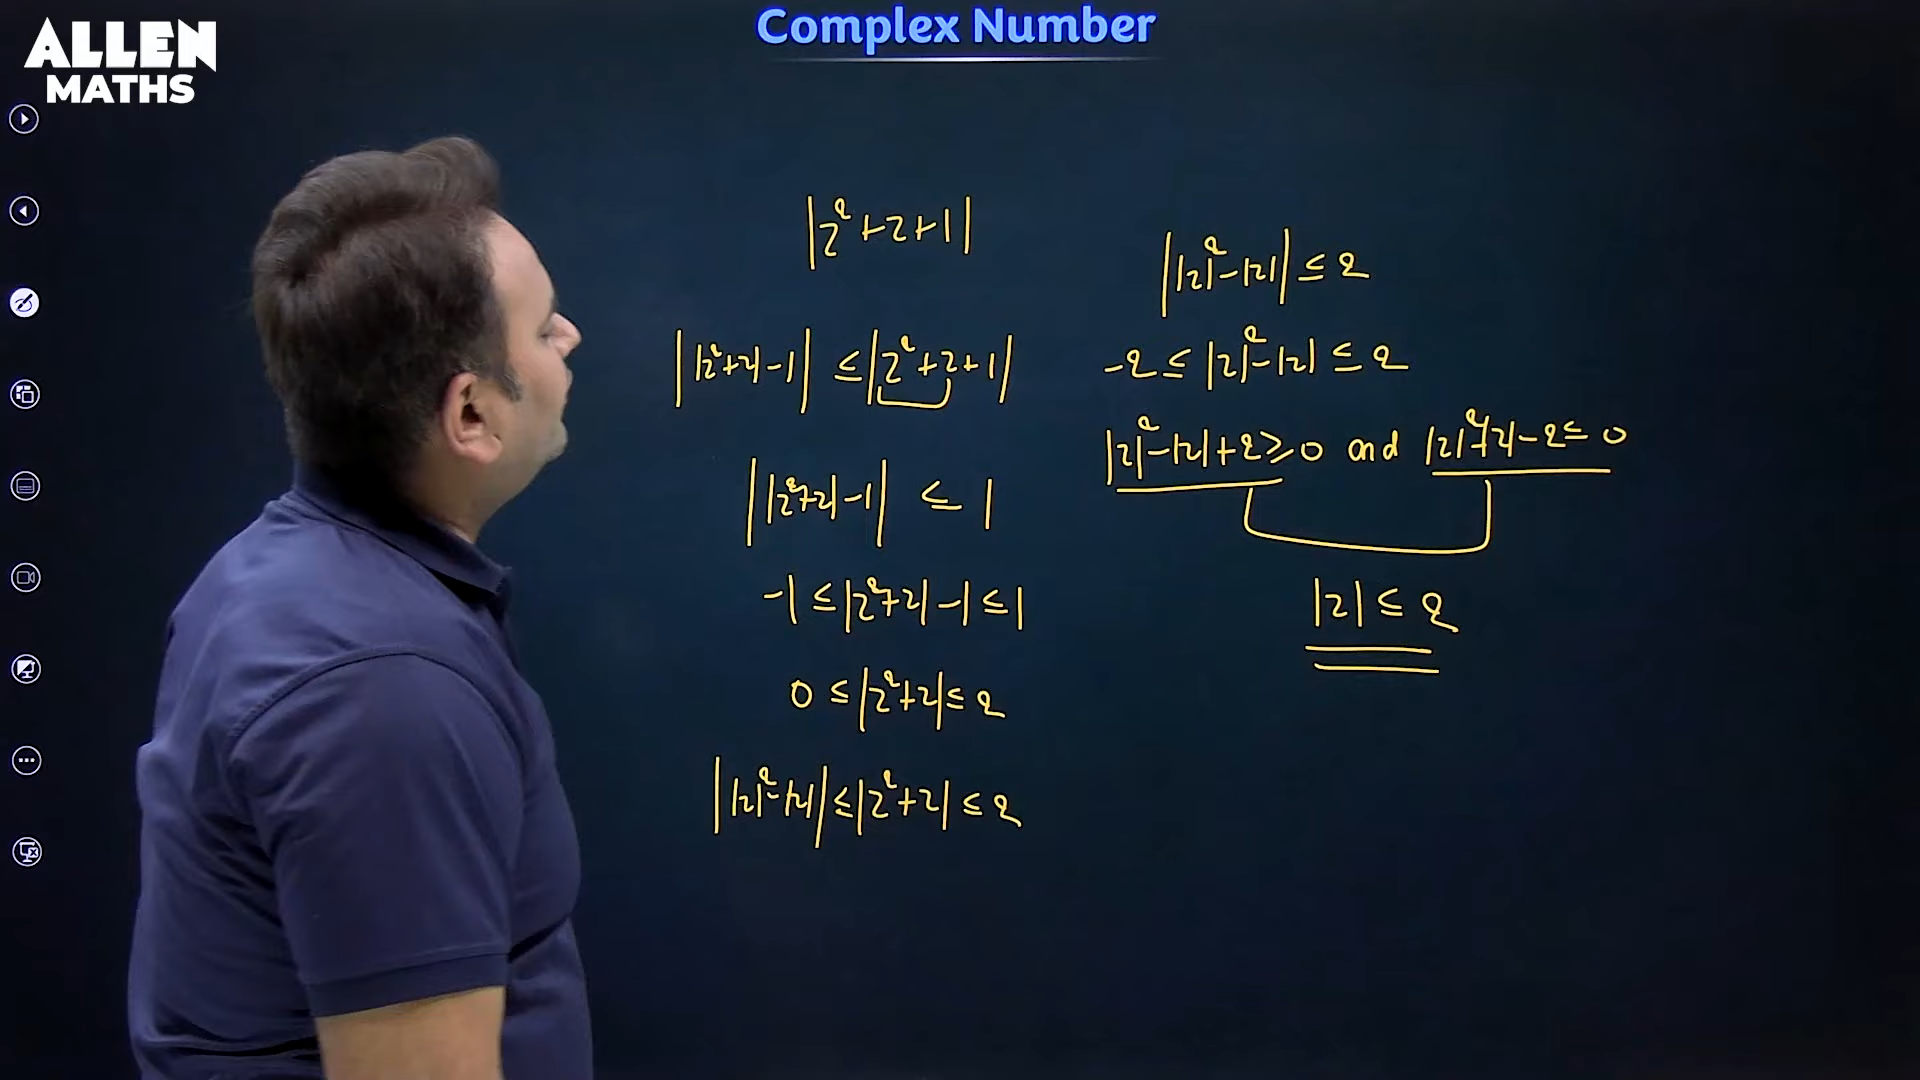 ALLEN
MATHS
Complex Number
|z²+z+1|
||z²+z|-1| ≤ |z²+z+1|
||z²+z|-1| ≤ 1
-1 ≤ |z²+z|-1 ≤ 1
0 ≤ |z²+z| ≤ 2
||z|²-|z|| ≤ |z²+z| ≤ 2
||z|²-|z|| ≤ 2
-2 ≤ |z|²-|z| ≤ 2
|z|²-|z|+2 ≥ 0 and |z|²-|z|-2 ≤ 0
|z| ≤ 2